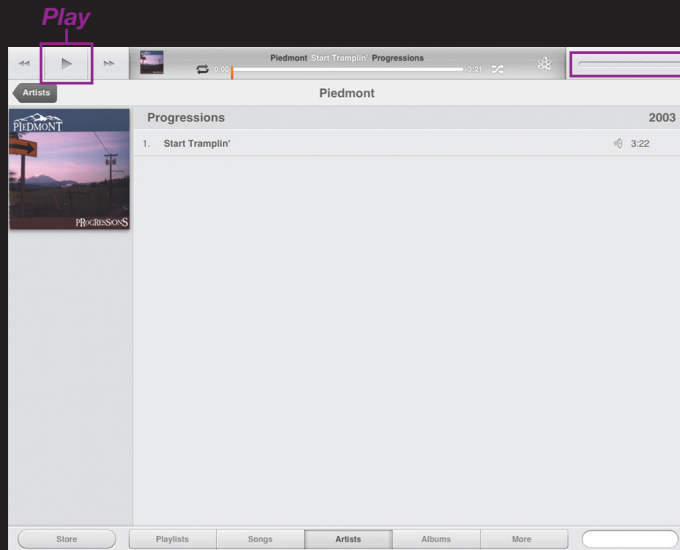 Play
Piedmont Start Tramplin' Progressions
0:00 -3:21
Artists
Piedmont
PIEDMONT
PROGRESSIONS
Progressions 2003
1. Start Tramplin' 3:22
Store Playlists Songs Artists Albums More